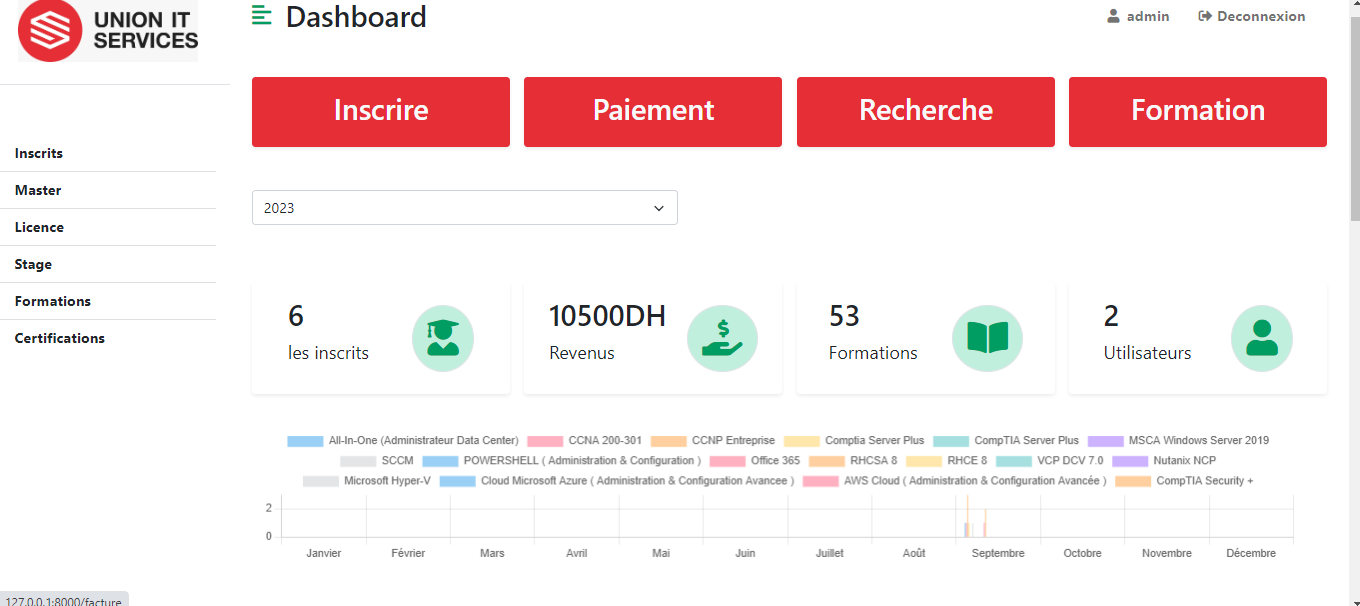 UNION IT
SERVICES
Dashboard
admin
Deconnexion
Inscrire
Paiement
Recherche
Formation
Inscrits
Master
Licence
Stage
Formations
Certifications
2023
6
les inscrits
10500DH
Revenus
53
Formations
2
Utilisateurs
All-In-One (Administrateur Data Center) CCNA 200-301 CCNP Entreprise Comptia Server Plus CompTIA Server Plus MSCA Windows Server 2019
SCCM POWERSHELL ( Administration & Configuration ) Office 365 RHCSA 8 RHCE 8 VCP DCV 7.0 Nutanix NCP
Microsoft Hyper-V Cloud Microsoft Azure ( Administration & Configuration Avancee ) AWS Cloud ( Administration & Configuration Avancée ) CompTIA Security +
2
0
Janvier Février Mars Avril Mai Juin Juillet Août Septembre Octobre Novembre Décembre
127.0.0.1:8000/facture